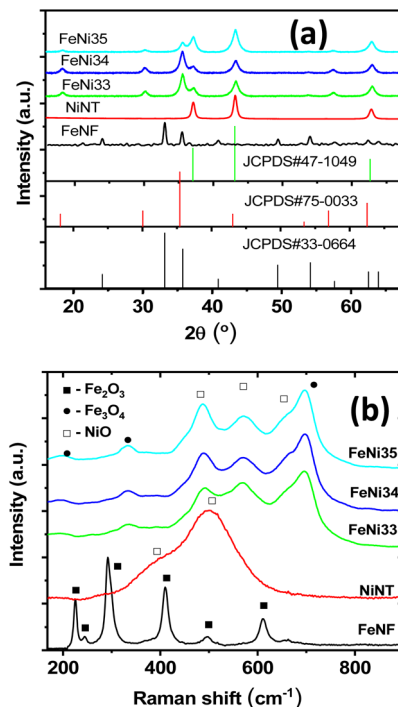 (a)
FeNi35
FeNi34
FeNi33
NiNT
FeNF
JCPDS#47-1049
JCPDS#75-0033
JCPDS#33-0664
Intensity (a.u.)
20 30 40 50 60
2θ (°)
(b)
■ - Fe₂O₃
● - Fe₃O₄
□ - NiO
FeNi35
FeNi34
FeNi33
NiNT
FeNF
Intensity (a.u.)
200 400 600 800
Raman shift (cm⁻¹)